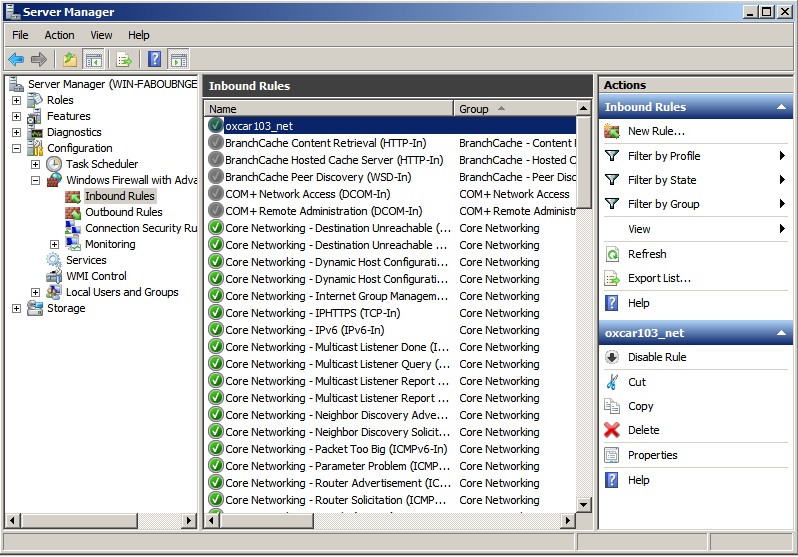 Server Manager
File Action View Help
Server Manager (WIN-FABOUBNGE
Roles
Features
Diagnostics
Configuration
Task Scheduler
Windows Firewall with Adva
Inbound Rules
Outbound Rules
Connection Security Ru
Monitoring
Services
WMI Control
Local Users and Groups
Storage
Inbound Rules
Name Group
oxcar103_net
BranchCache Content Retrieval (HTTP-In) BranchCache - Content R
BranchCache Hosted Cache Server (HTTP-In) BranchCache - Hosted C
BranchCache Peer Discovery (WSD-In) BranchCache - Peer Disc
COM+ Network Access (DCOM-In) COM+ Network Access
COM+ Remote Administration (DCOM-In) COM+ Remote Administr
Core Networking - Destination Unreachable (... Core Networking
Core Networking - Destination Unreachable ... Core Networking
Core Networking - Dynamic Host Configurati... Core Networking
Core Networking - Dynamic Host Configurati... Core Networking
Core Networking - Internet Group Managem... Core Networking
Core Networking - IPHTTPS (TCP-In) Core Networking
Core Networking - IPv6 (IPv6-In) Core Networking
Core Networking - Multicast Listener Done (I... Core Networking
Core Networking - Multicast Listener Query (... Core Networking
Core Networking - Multicast Listener Report ... Core Networking
Core Networking - Multicast Listener Report ... Core Networking
Core Networking - Neighbor Discovery Adve... Core Networking
Core Networking - Neighbor Discovery Solicit... Core Networking
Core Networking - Packet Too Big (ICMPv6-In) Core Networking
Core Networking - Parameter Problem (ICMP... Core Networking
Core Networking - Router Advertisement (IC... Core Networking
Core Networking - Router Solicitation (ICMP... Core Networking
Actions
Inbound Rules
New Rule...
Filter by Profile
Filter by State
Filter by Group
View
Refresh
Export List...
Help
oxcar103_net
Disable Rule
Cut
Copy
Delete
Properties
Help